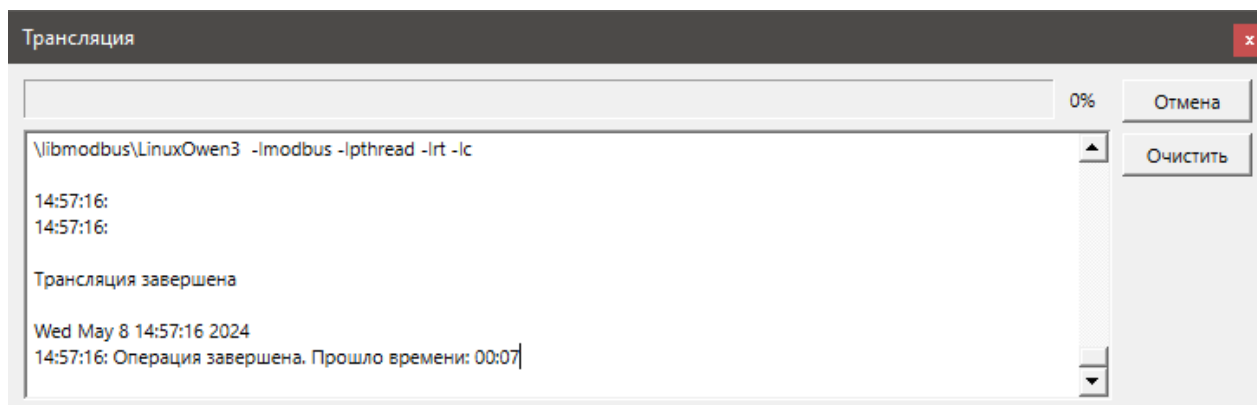 Трансляция
x
0%
Отмена
Очистить
\libmodbus\LinuxOwen3 -lmodbus -lpthread -lrt -lc
14:57:16:
14:57:16:
Трансляция завершена
Wed May 8 14:57:16 2024
14:57:16: Операция завершена. Прошло времени: 00:07